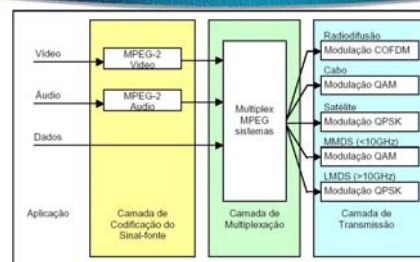 Vídeo
MPEG-2
Video
Áudio
MPEG-2
Audio
Dados
Multiplex
MPEG
sistemas
Radiodifusão
Modulação COFDM
Cabo
Modulação QAM
Satélite
Modulação QPSK
MMDS (<10GHz)
Modulação QAM
LMDS (>10GHz)
Modulação QPSK
Aplicação
Camada de
Codificação do
Sinal-fonte
Camada de
Multiplexação
Camada de
Transmissão